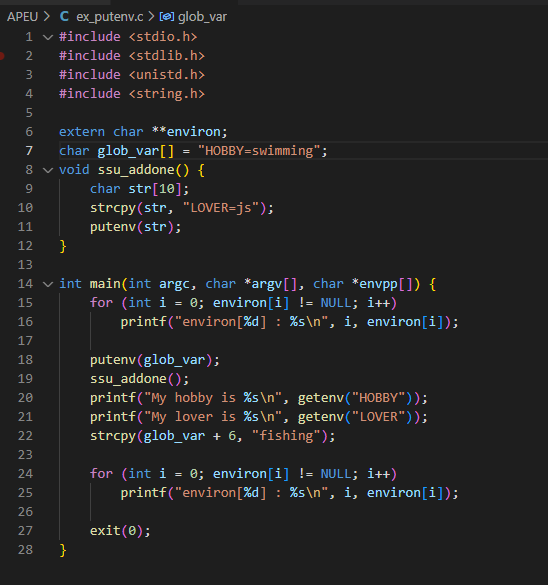 APEU > C ex_putenv.c > glob_var
1 #include <stdio.h>
2 #include <stdlib.h>
3 #include <unistd.h>
4 #include <string.h>
5
6 extern char **environ;
7 char glob_var[] = "HOBBY=swimming";
8 void ssu_addone() {
9     char str[10];
10     strcpy(str, "LOVER=js");
11     putenv(str);
12 }
13
14 int main(int argc, char *argv[], char *envpp[]) {
15     for (int i = 0; environ[i] != NULL; i++)
16         printf("environ[%d] : %s\n", i, environ[i]);
17
18     putenv(glob_var);
19     ssu_addone();
20     printf("My hobby is %s\n", getenv("HOBBY"));
21     printf("My lover is %s\n", getenv("LOVER"));
22     strcpy(glob_var + 6, "fishing");
23
24     for (int i = 0; environ[i] != NULL; i++)
25         printf("environ[%d] : %s\n", i, environ[i]);
26
27     exit(0);
28 }